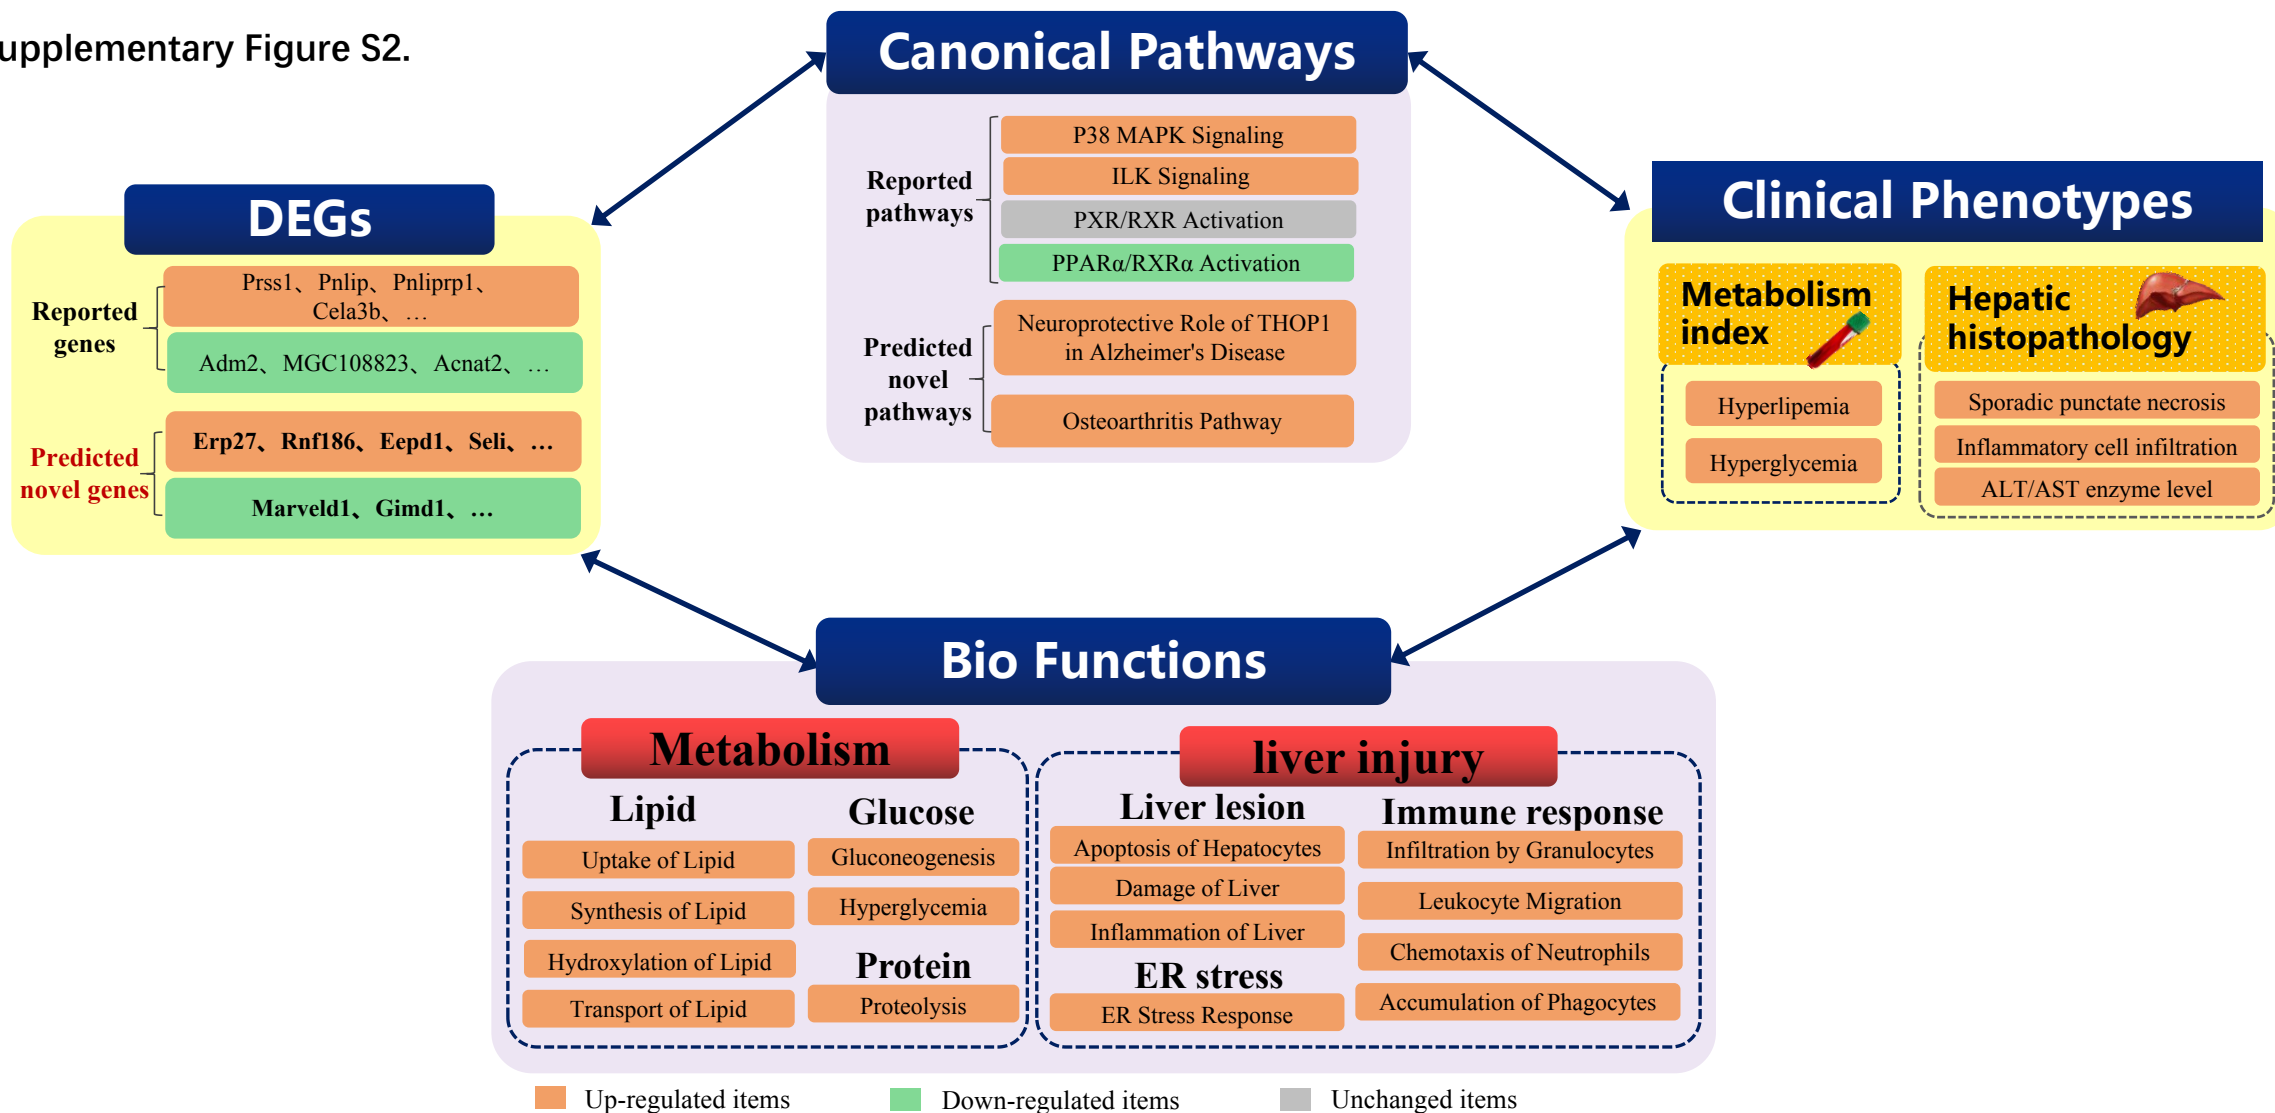 upplementary Figure S2.
Canonical Pathways
Reported
pathways
P38 MAPK Signaling
ILK Signaling
PXR/RXR Activation
PPARα/RXRα Activation
Predicted
novel
pathways
Neuroprotective Role of THOP1
in Alzheimer's Disease
Osteoarthritis Pathway
DEGs
Reported
genes
Prss1、Pnlip、Pnliprp1、
Cela3b、…
Adm2、MGC108823、Acnat2、…
Predicted
novel genes
Erp27、Rnf186、Eepd1、Seli、…
Marveld1、Gimd1、…
Clinical Phenotypes
Metabolism
index
Hyperlipemia
Hyperglycemia
Hepatic
histopathology
Sporadic punctate necrosis
Inflammatory cell infiltration
ALT/AST enzyme level
Bio Functions
Metabolism
Lipid
Uptake of Lipid
Synthesis of Lipid
Hydroxylation of Lipid
Transport of Lipid
Glucose
Gluconeogenesis
Hyperglycemia
Protein
Proteolysis
liver injury
Liver lesion
Apoptosis of Hepatocytes
Damage of Liver
Inflammation of Liver
ER stress
ER Stress Response
Immune response
Infiltration by Granulocytes
Leukocyte Migration
Chemotaxis of Neutrophils
Accumulation of Phagocytes
Up-regulated items
Down-regulated items
Unchanged items